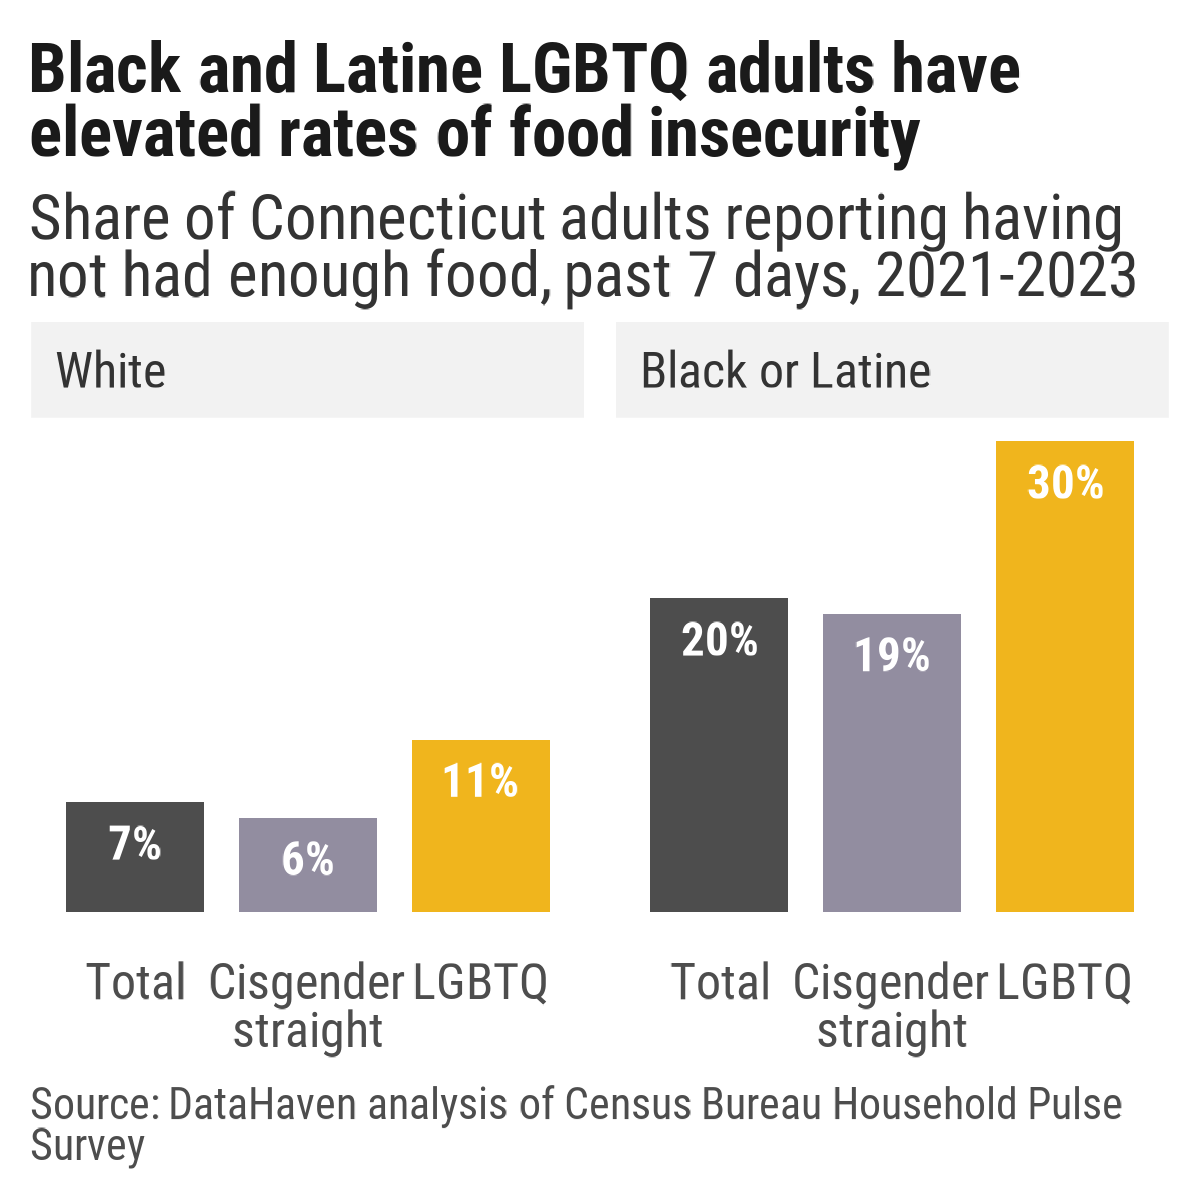 Black and Latine LGBTQ adults have
elevated rates of food insecurity
Share of Connecticut adults reporting having
not had enough food, past 7 days, 2021-2023
White
7%
6%
11%
Total
Cisgender
straight
LGBTQ
Black or Latine
20%
19%
30%
Total
Cisgender
straight
LGBTQ
Source: DataHaven analysis of Census Bureau Household Pulse
Survey